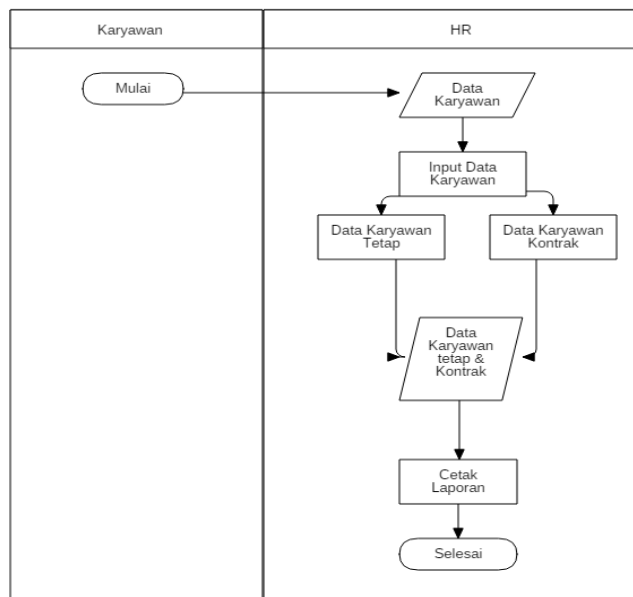 Karyawan
HR
Mulai
Data
Karyawan
Input Data
Karyawan
Data Karyawan
Tetap
Data Karyawan
Kontrak
Data
Karyawan
tetap &
Kontrak
Cetak
Laporan
Selesai